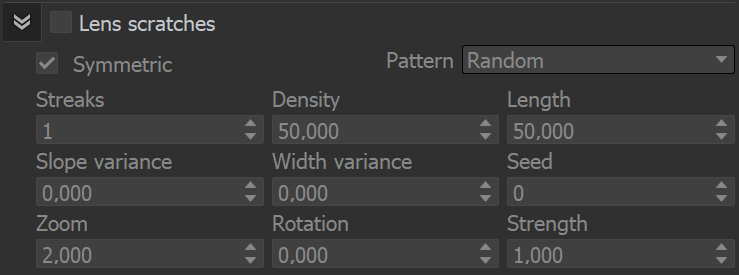 Lens scratches
Symmetric Pattern Random
Streaks Density Length
1 50,000 50,000
Slope variance Width variance Seed
0,000 0,000 0
Zoom Rotation Strength
2,000 0,000 1,000